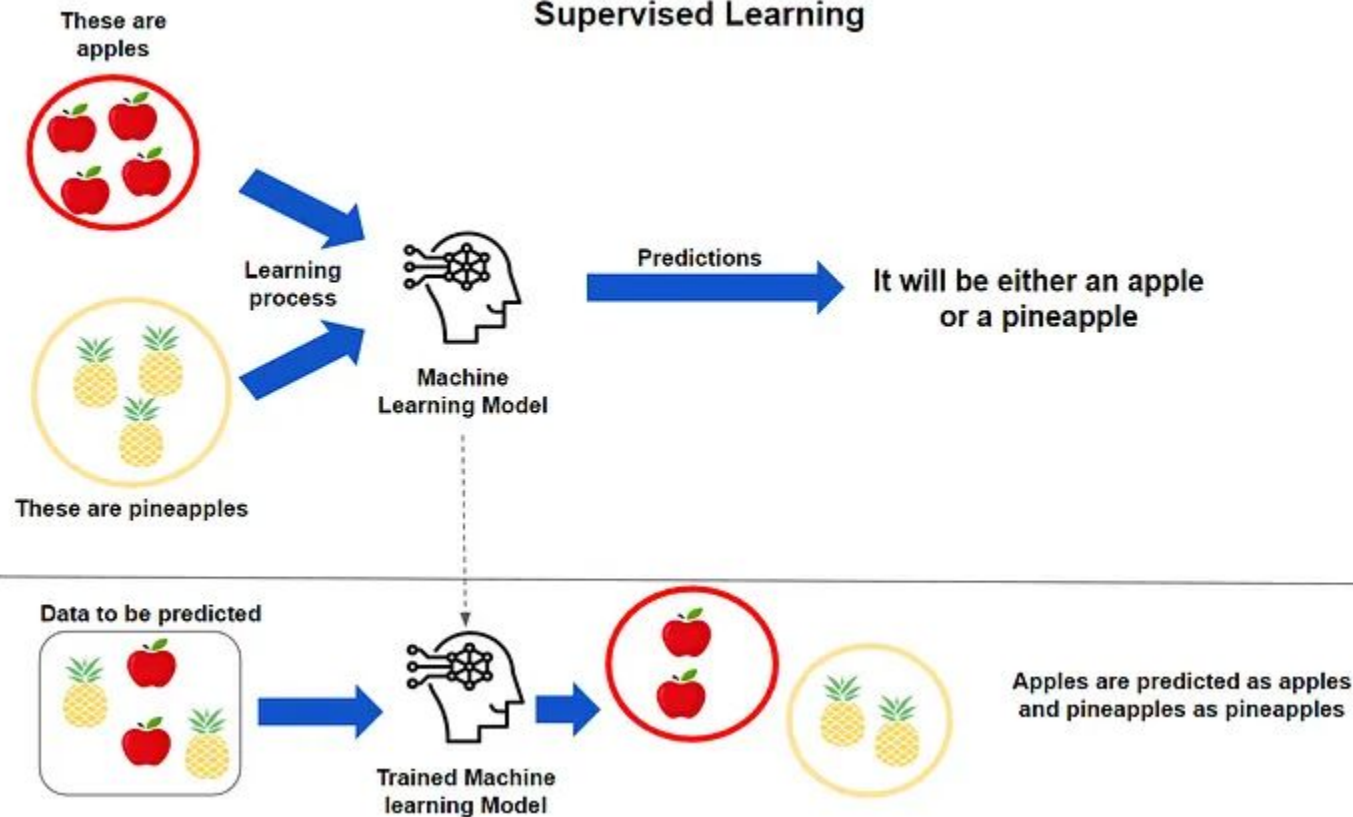 Supervised Learning
These are
apples
Learning
process
Predictions
It will be either an apple
or a pineapple
Machine
Learning Model
These are pineapples
Data to be predicted
Apples are predicted as apples
and pineapples as pineapples
Trained Machine
learning Model